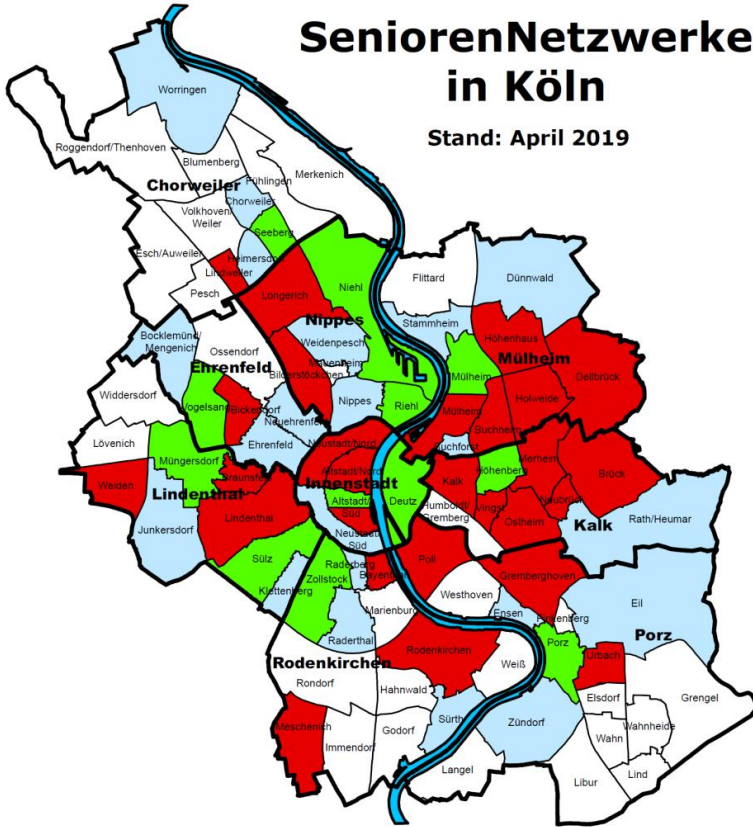 SeniorenNetzwerke
in Köln
Stand: April 2019
Worringen
Roggendorf/Thenhoven
Blumenberg
Fühlingen
Merkenich
Chorweiler
Chorweiler
Volkhoven/
Weiler
Seeberg
Esch/Auweiler
Heimersdorf
Lindweiler
Pesch
Longerich
Niehl
Flittard
Dünnwald
Nippes
Stammheim
Höhenhaus
Bocklemünd/
Mengenich
Ossendorf
Weidenpesch
Mauenheim
Mülheim
Ehrenfeld
Bilderstöckchen
Mülheim
Dellbrück
Widdersdorf
Vogelsang
Bickendorf
Nippes
Riehl
Mülheim
Holweide
Neuehrenfeld
Buchheim
Lövenich
Ehrenfeld
Neustadt/Nord
Buchforst
Müngersdorf
Höhenberg
Merheim
Weiden
Braunsfeld
Altstadt/Nord
Kalk
Brück
Lindenthal
Innenstadt
Altstadt/
Süd
Deutz
Humboldt/
Gremberg
Vingst
Neubrück
Ostheim
Kalk
Rath/Heumar
Junkersdorf
Lindenthal
Neustadt/
Süd
Sülz
Raderberg
Bayenthal
Poll
Klettenberg
Zollstock
Gremberghoven
Marienburg
Westhoven
Ensen
Finkenberg
Eil
Raderthal
Porz
Porz
Rodenkirchen
Rodenkirchen
Weiß
Urbach
Rondorf
Hahnwald
Elsdorf
Grengel
Meschenich
Immendorf
Godorf
Sürth
Zündorf
Wahn
Wahnheide
Langel
Lind
Libur